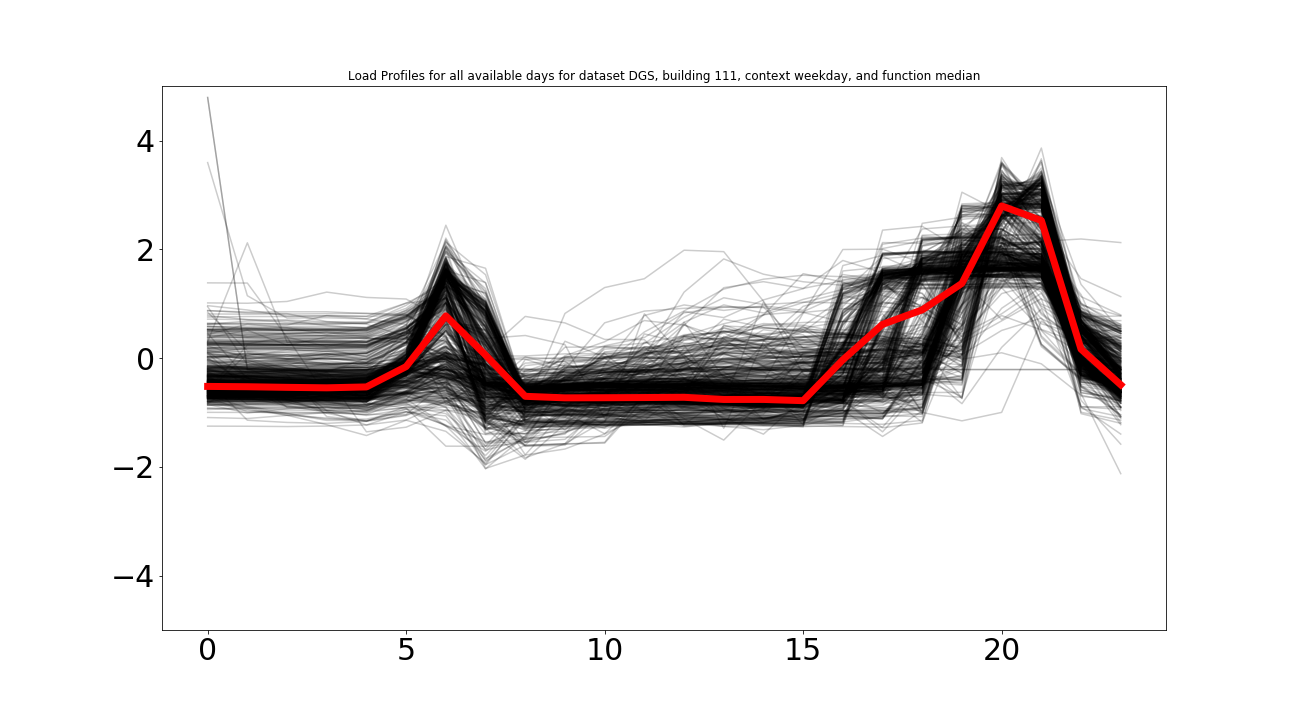 Load Profiles for all available days for dataset DGS, building 111, context weekday, and function median
4
2
0
−2
−4
0 5 10 15 20